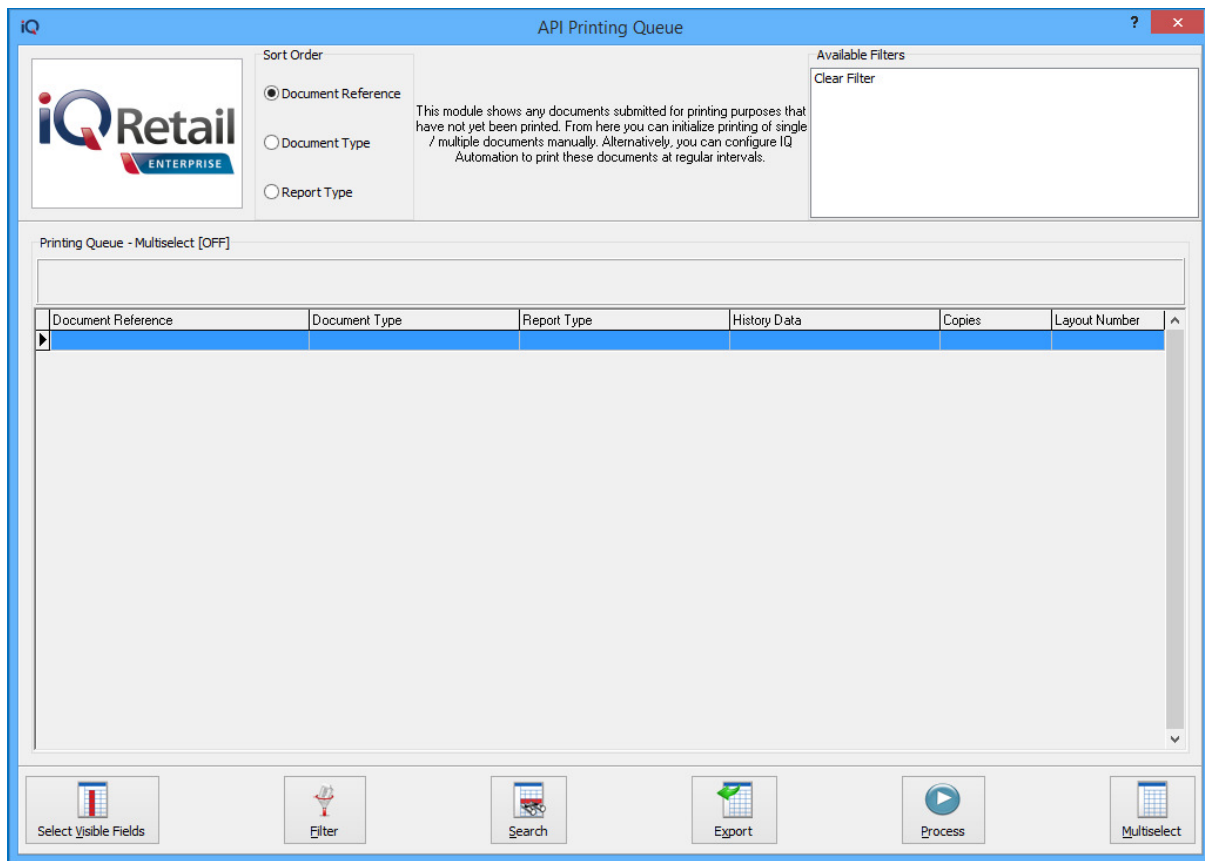 iQ
API Printing Queue
?
iQ Retail
ENTERPRISE
Sort Order
Document Reference
Document Type
Report Type
This module shows any documents submitted for printing purposes that
have not yet been printed. From here you can initialize printing of single
/ multiple documents manually. Alternatively, you can configure IQ
Automation to print these documents at regular intervals.
Available Filters
Clear Filter
Printing Queue - Multiselect [OFF]
Document Reference Document Type Report Type History Data Copies Layout Number
Select Visible Fields Filter Search Export Process Multiselect